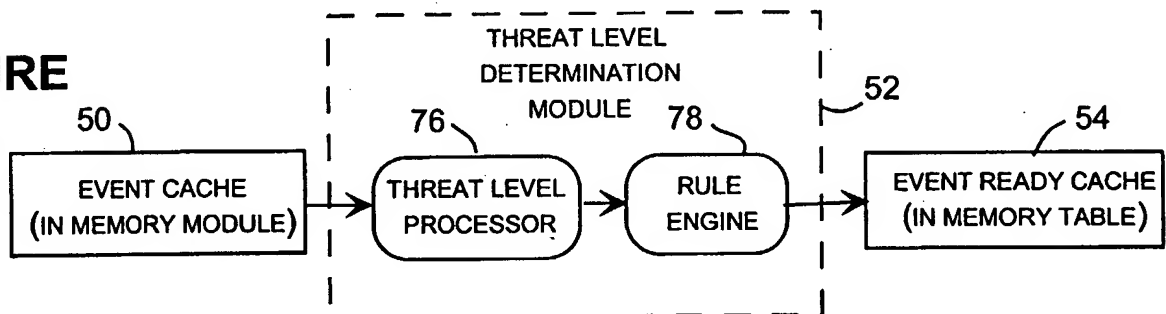 THREAT LEVEL
DETERMINATION
MODULE
RE
52
50
76
78
54
EVENT CACHE
(IN MEMORY MODULE)
THREAT LEVEL
PROCESSOR
RULE
ENGINE
EVENT READY CACHE
(IN MEMORY TABLE)